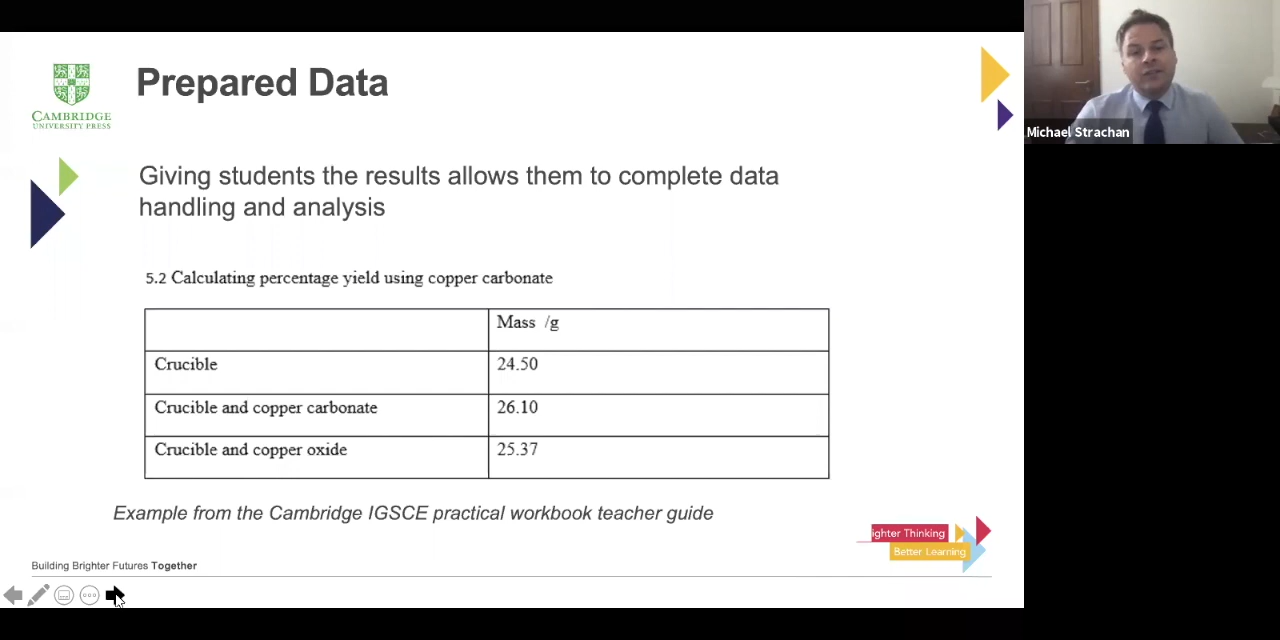 CAMBRIDGE
UNIVERSITY PRESS
Prepared Data
Michael Strachan
Giving students the results allows them to complete data
handling and analysis
5.2 Calculating percentage yield using copper carbonate
Mass /g
Crucible 24.50
Crucible and copper carbonate 26.10
Crucible and copper oxide 25.37
Example from the Cambridge IGSCE practical workbook teacher guide
ighter Thinking
Better Learning
Building Brighter Futures Together